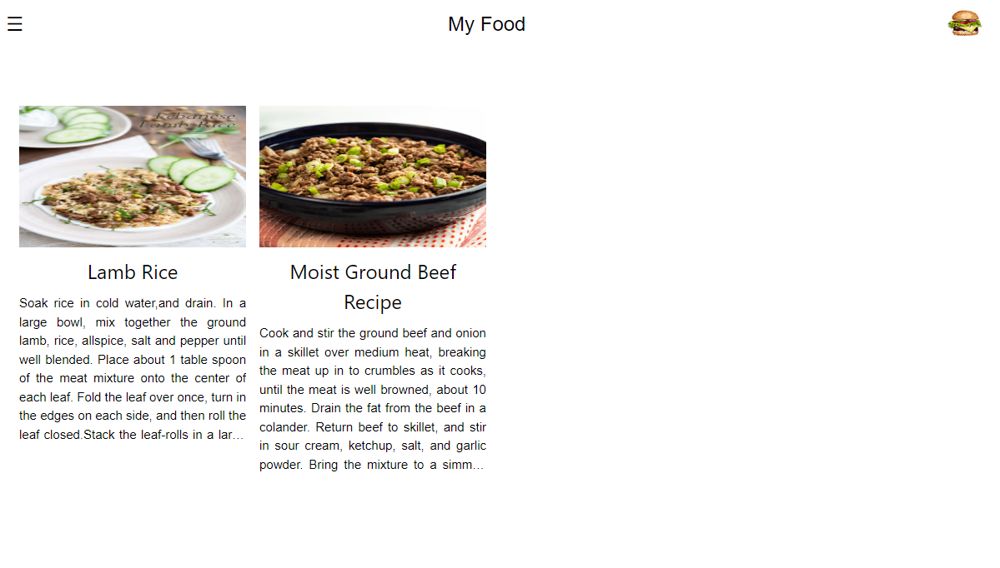 My Food
Lebanese
Lamb Rice
Lamb Rice
Soak rice in cold water,and drain. In a
large bowl, mix together the ground
lamb, rice, allspice, salt and pepper until
well blended. Place about 1 table spoon
of the meat mixture onto the center of
each leaf. Fold the leaf over once, turn in
the edges on each side, and then roll the
leaf closed.Stack the leaf-rolls in a lar...
Moist Ground Beef
Recipe
Cook and stir the ground beef and onion
in a skillet over medium heat, breaking
the meat up in to crumbles as it cooks,
until the meat is well browned, about 10
minutes. Drain the fat from the beef in a
colander. Return beef to skillet, and stir
in sour cream, ketchup, salt, and garlic
powder. Bring the mixture to a simm...